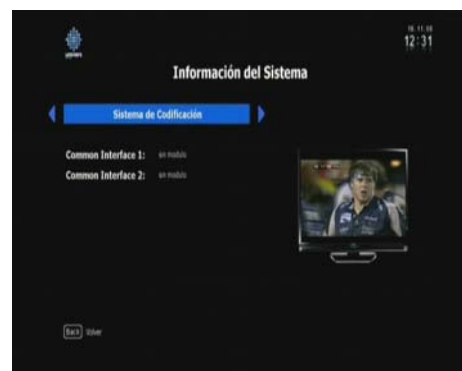 12:31
Información del Sistema
Sistema de Codificación
Common Interface 1: sin modulo
Common Interface 2: sin modulo
Back Volver